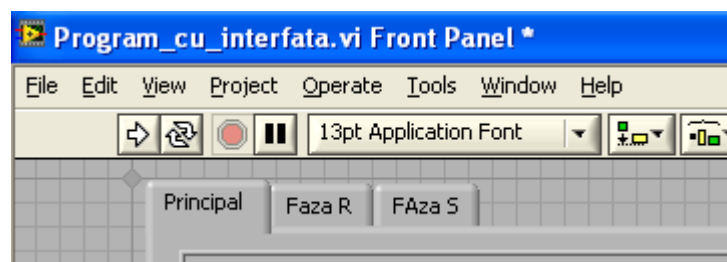 Program_cu_interfata.vi Front Panel *
File Edit View Project Operate Tools Window Help
13pt Application Font
Principal Faza R FAza S